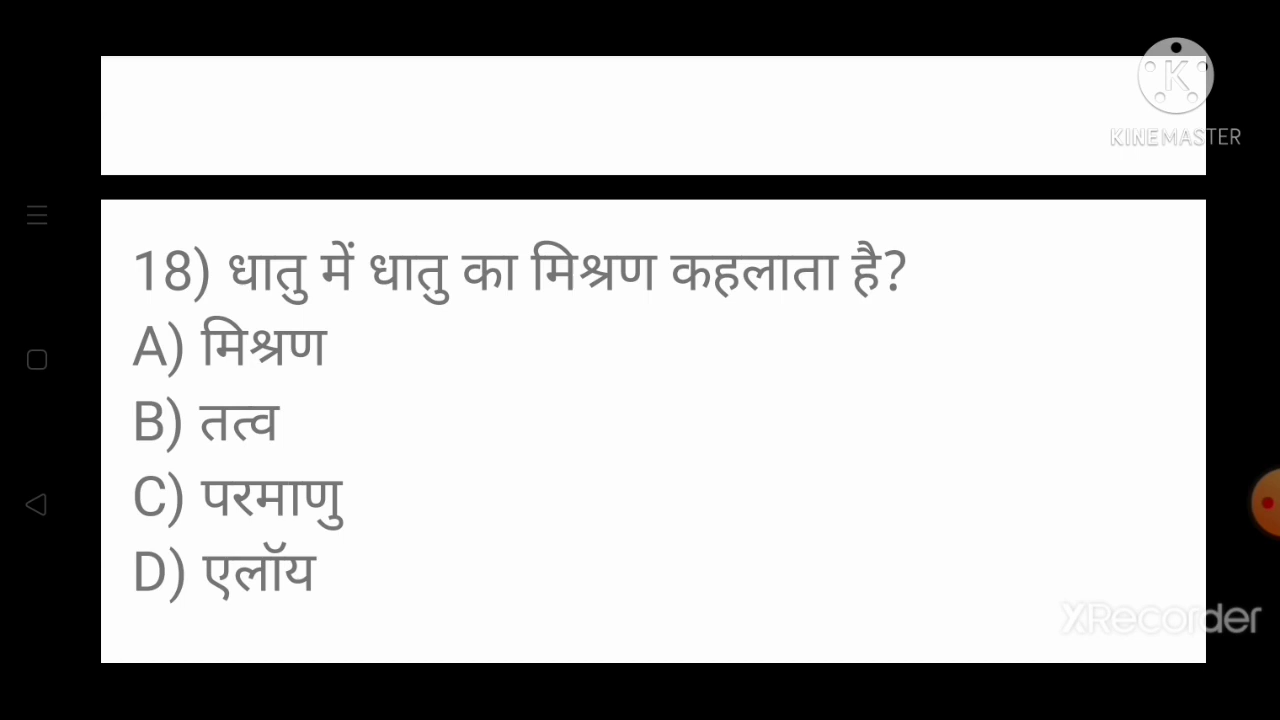 K
KINEMASTER
18) धातु में धातु का मिश्रण कहलाता है?
A) मिश्रण
B) तत्व
C) परमाणु
D) एलॉय
XRecorder